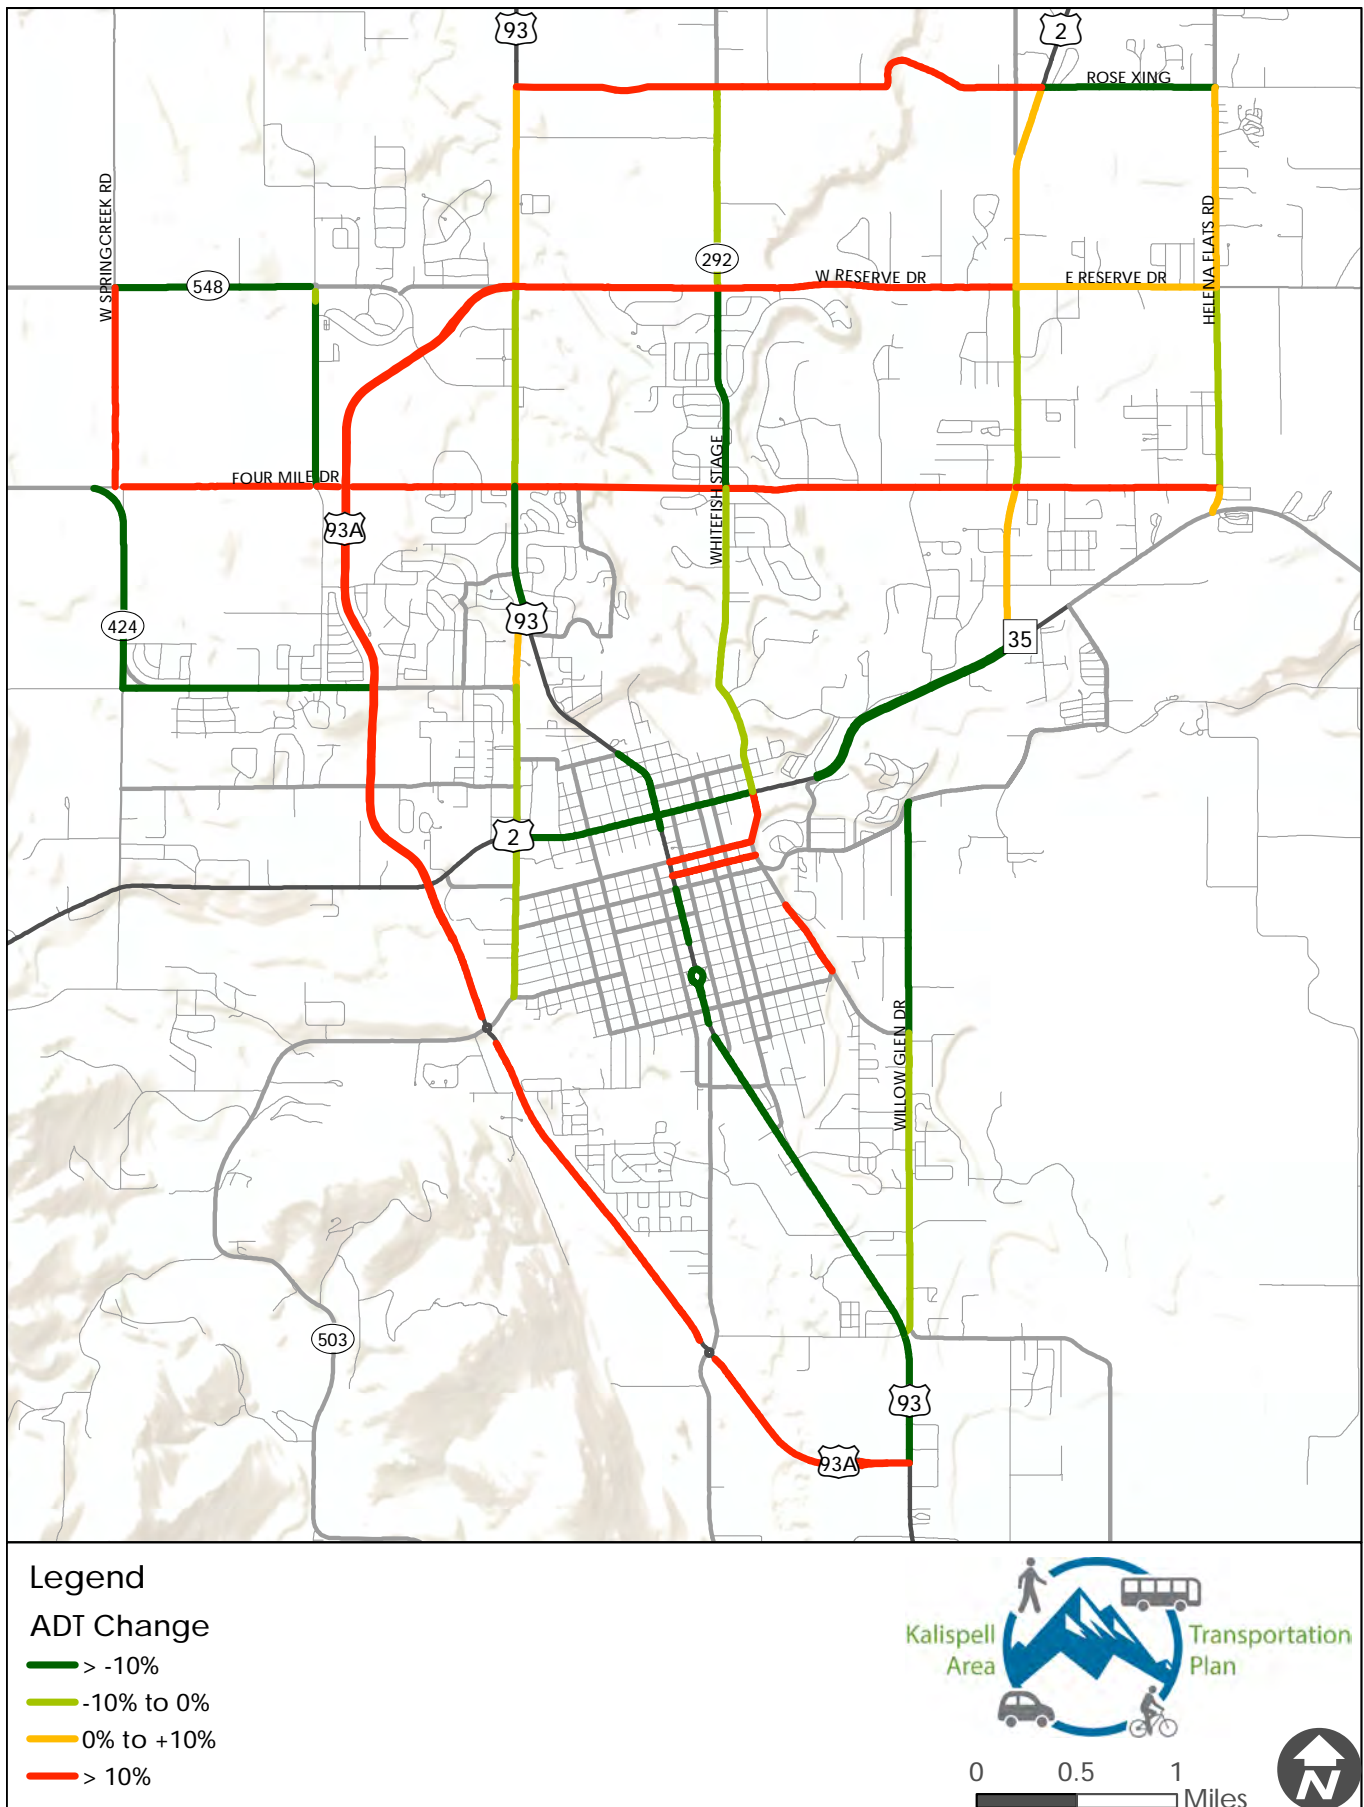 93
2
ROSE XING
W SPRINGCREEK RD
HELENA FLATS RD
292
548
W RESERVE DR
E RESERVE DR
WHITEFISH STAGE
FOUR MILE DR
93A
93
424
35
2
WILLOW GLEN DR
503
93
93A
Legend
ADT Change
> -10%
-10% to 0%
0% to +10%
> 10%
Kalispell
Area
Transportation
Plan
0 0.5 1
Miles
N